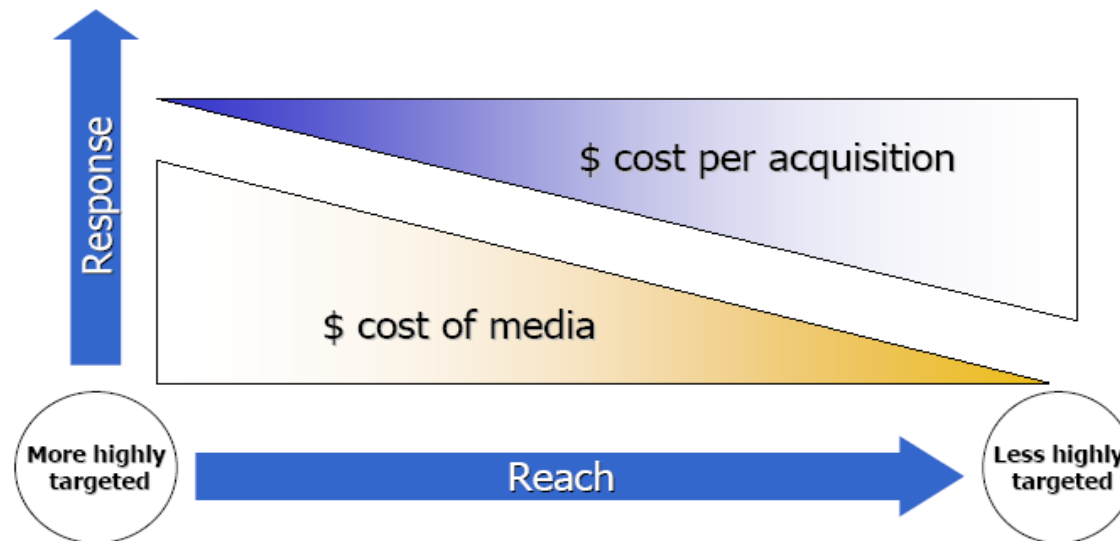 Response
$ cost per acquisition
$ cost of media
More highly
targeted
Reach
Less highly
targeted